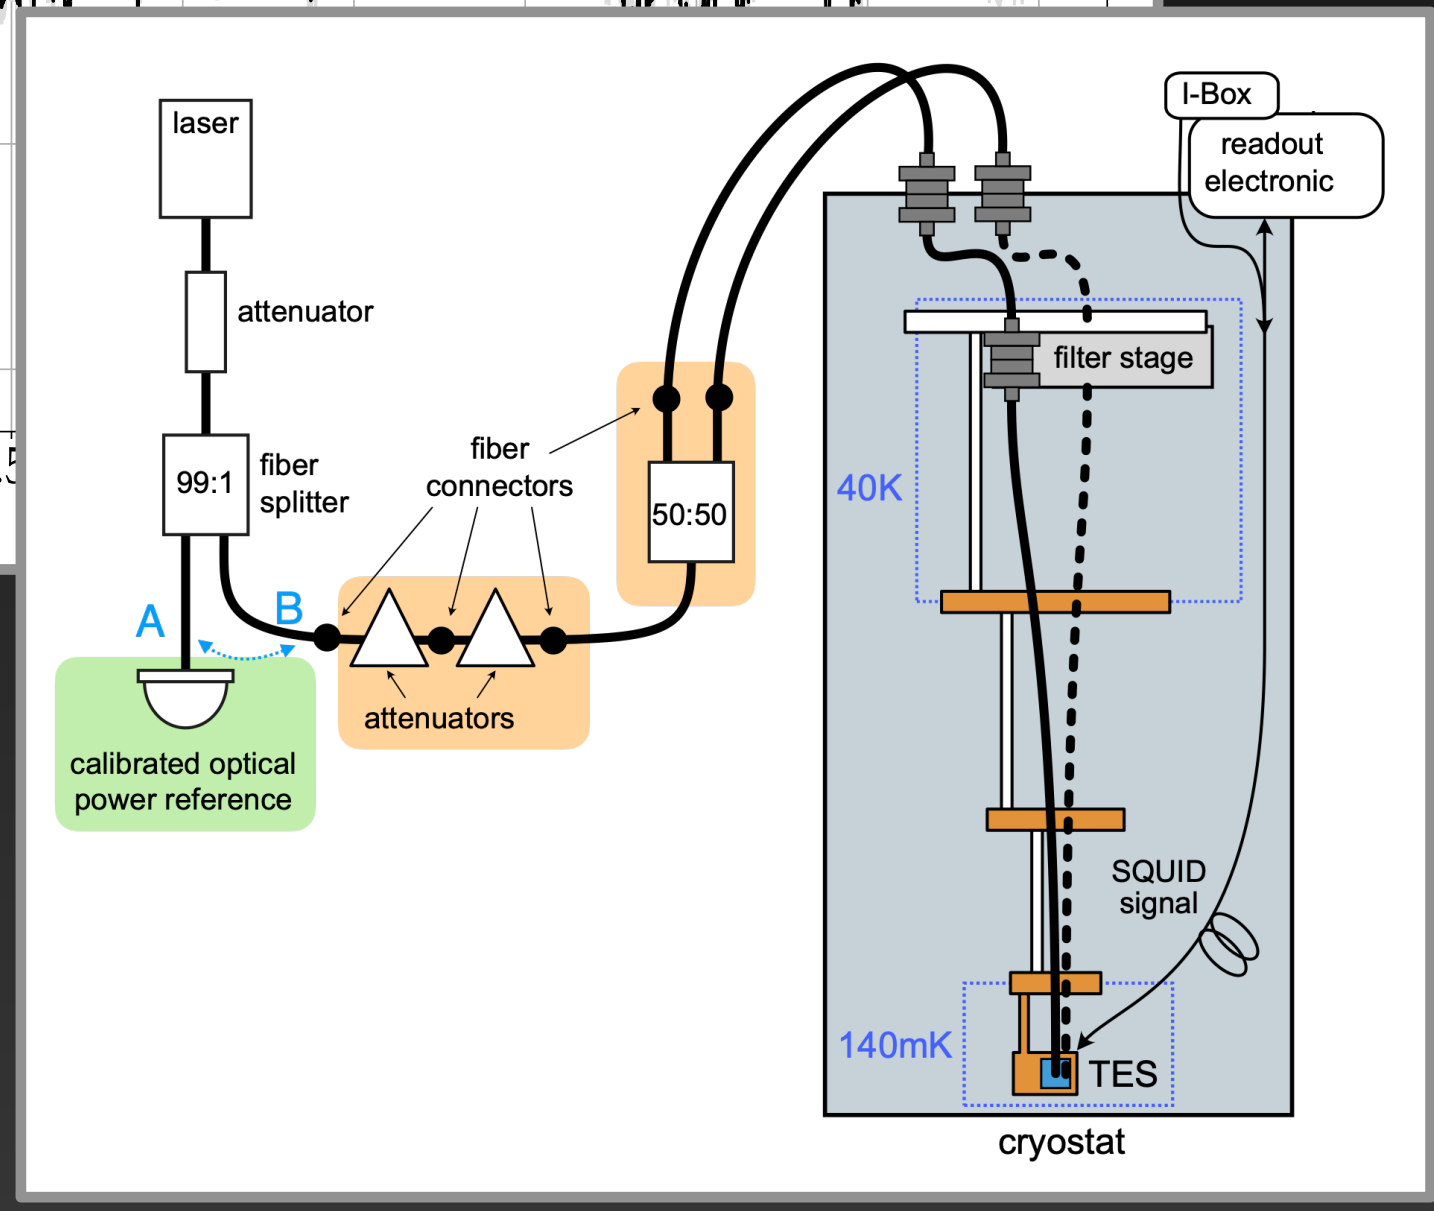 laser
attenuator
99:1
fiber
splitter
A
B
calibrated optical
power reference
fiber
connectors
attenuators
50:50
I-Box
readout
electronic
filter stage
40K
SQUID
signal
140mK
TES
cryostat